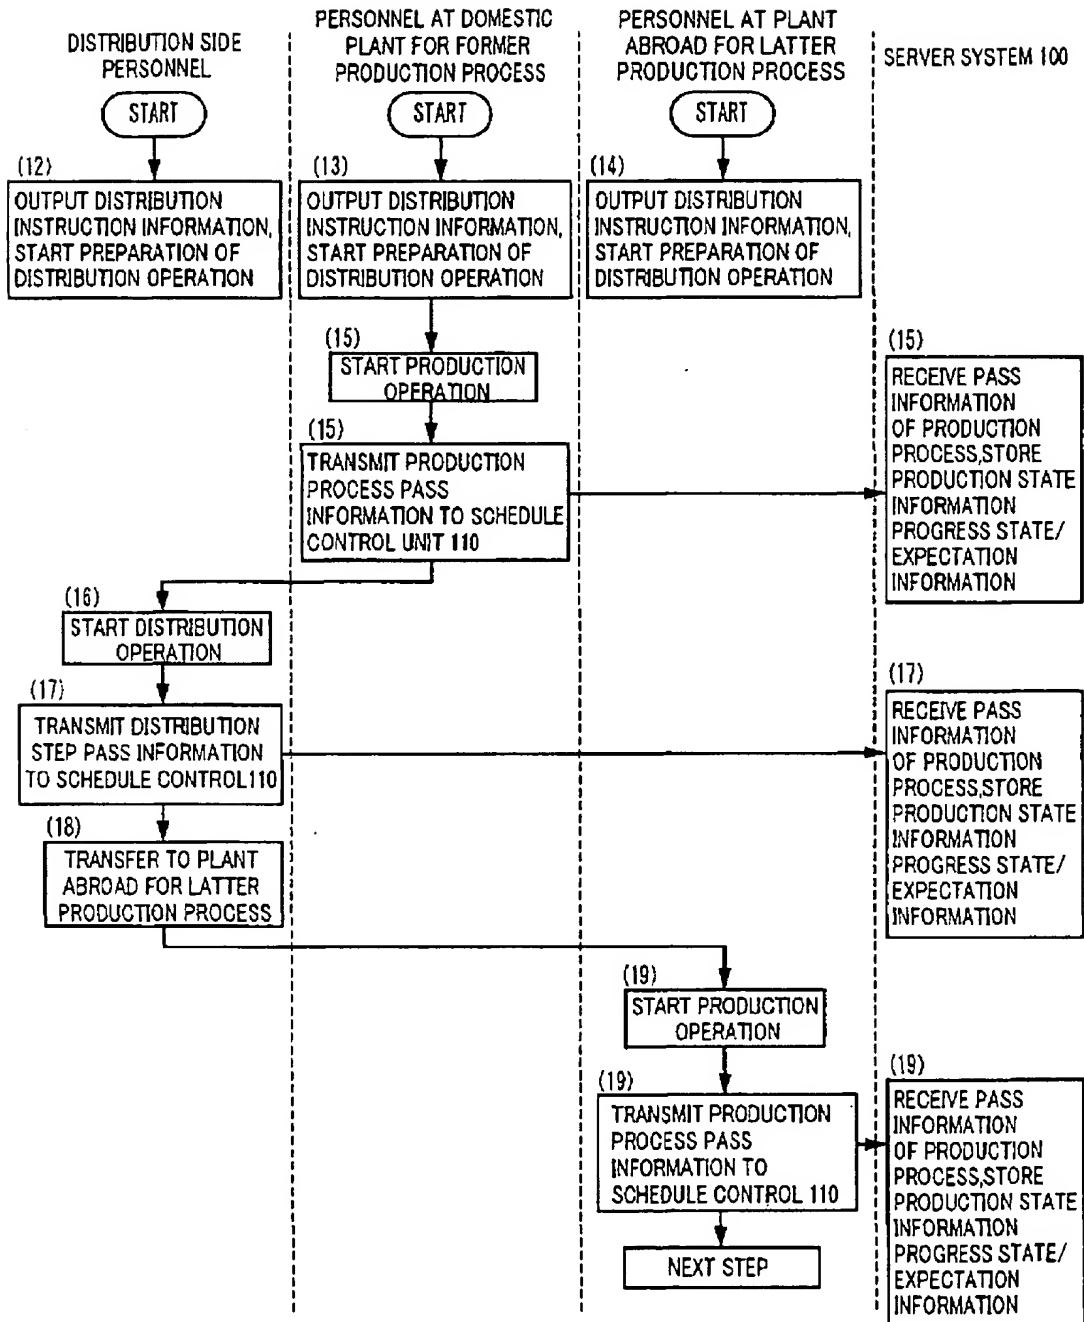 DISTRIBUTION SIDE
PERSONNEL
PERSONNEL AT DOMESTIC
PLANT FOR FORMER
PRODUCTION PROCESS
PERSONNEL AT PLANT
ABROAD FOR LATTER
PRODUCTION PROCESS
SERVER SYSTEM 100
START
START
START
(12)
OUTPUT DISTRIBUTION
INSTRUCTION INFORMATION,
START PREPARATION OF
DISTRIBUTION OPERATION
(13)
OUTPUT DISTRIBUTION
INSTRUCTION INFORMATION,
START PREPARATION OF
DISTRIBUTION OPERATION
(14)
OUTPUT DISTRIBUTION
INSTRUCTION INFORMATION,
START PREPARATION OF
DISTRIBUTION OPERATION
(15)
START PRODUCTION
OPERATION
(15)
TRANSMIT PRODUCTION
PROCESS PASS
INFORMATION TO SCHEDULE
CONTROL UNIT 110
(15)
RECEIVE PASS
INFORMATION
OF PRODUCTION
PROCESS,STORE
PRODUCTION STATE
INFORMATION
PROGRESS STATE/
EXPECTATION
INFORMATION
(16)
START DISTRIBUTION
OPERATION
(17)
TRANSMIT DISTRIBUTION
STEP PASS INFORMATION
TO SCHEDULE CONTROL110
(17)
RECEIVE PASS
INFORMATION
OF PRODUCTION
PROCESS,STORE
PRODUCTION STATE
INFORMATION
PROGRESS STATE/
EXPECTATION
INFORMATION
(18)
TRANSFER TO PLANT
ABROAD FOR LATTER
PRODUCTION PROCESS
(19)
START PRODUCTION
OPERATION
(19)
TRANSMIT PRODUCTION
PROCESS PASS
INFORMATION TO
SCHEDULE CONTROL 110
(19)
RECEIVE PASS
INFORMATION
OF PRODUCTION
PROCESS,STORE
PRODUCTION STATE
INFORMATION
PROGRESS STATE/
EXPECTATION
INFORMATION
NEXT STEP